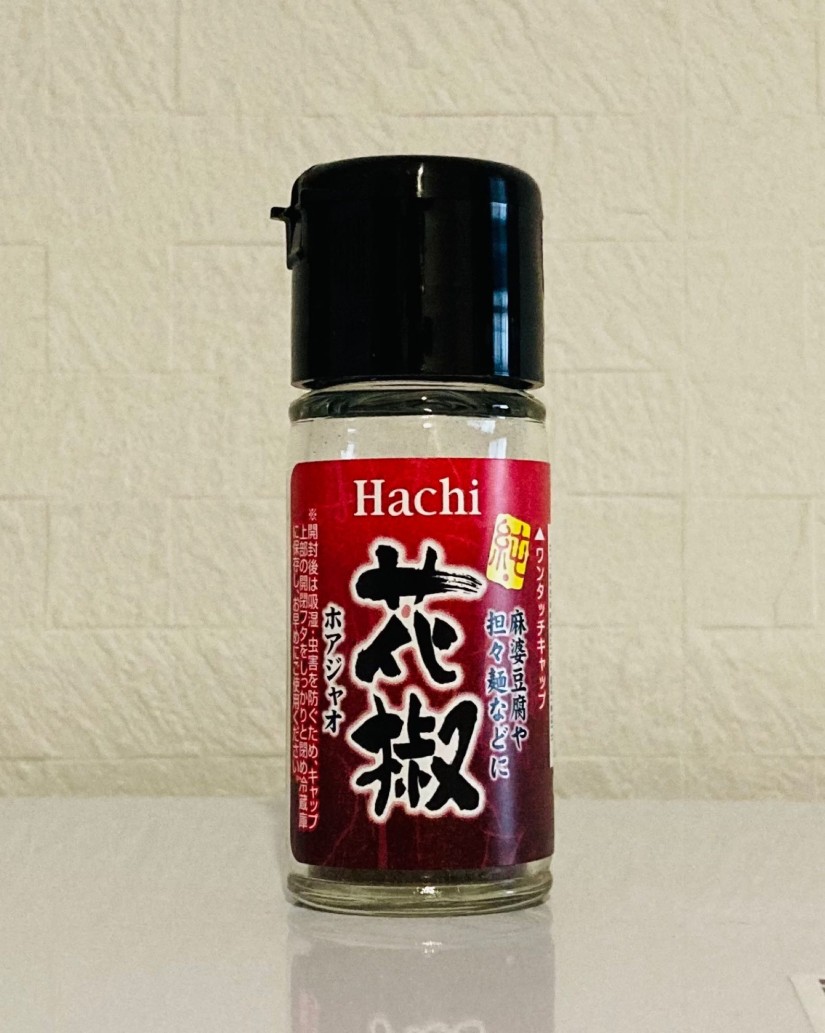 Hachi
純
▲ワンタッチキャップ
麻婆豆腐や
担々麺などに
花椒
ホアジャオ
※開封後は吸湿・虫害を防ぐため、キャップ
上部の開閉フタをしっかりと閉め冷蔵庫
に保存し、お早めにご使用ください。